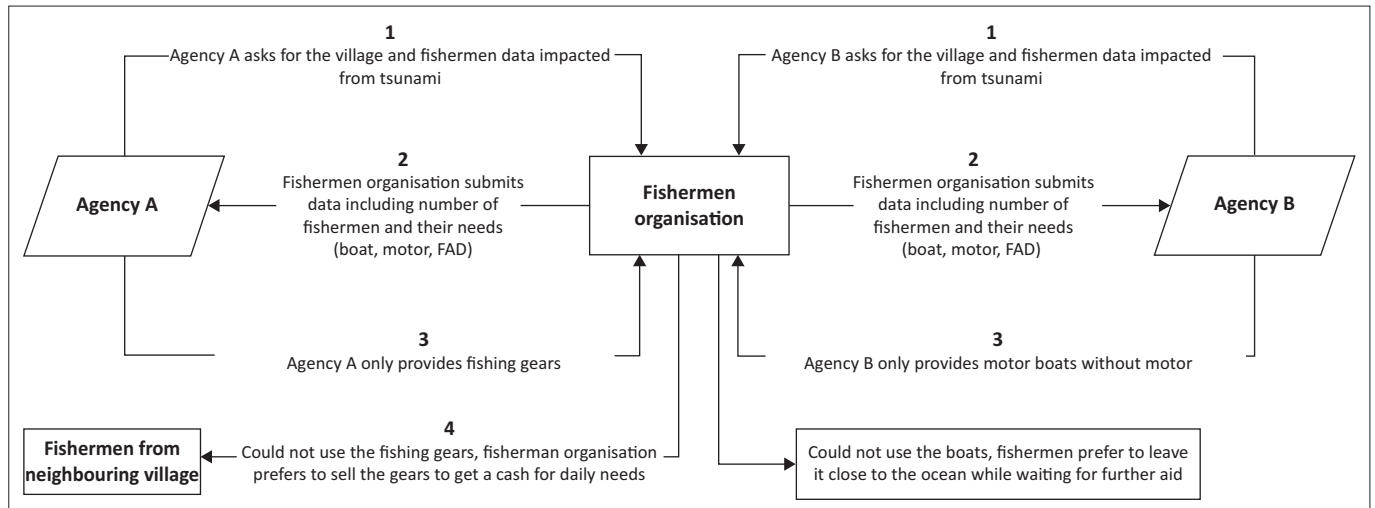 1
Agency A asks for the village and fishermen data impacted
from tsunami
1
Agency B asks for the village and fishermen data impacted
from tsunami
Agency A
2
Fishermen organisation submits
data including number of
fishermen and their needs
(boat, motor, FAD)
Fishermen
organisation
2
Fishermen organisation submits
data including number of
fishermen and their needs
(boat, motor, FAD)
Agency B
3
Agency A only provides fishing gears
3
Agency B only provides motor boats without motor
Fishermen from
neighbouring village
4
Could not use the fishing gears, fisherman organisation
prefers to sell the gears to get a cash for daily needs
Could not use the boats, fishermen prefer to leave
it close to the ocean while waiting for further aid